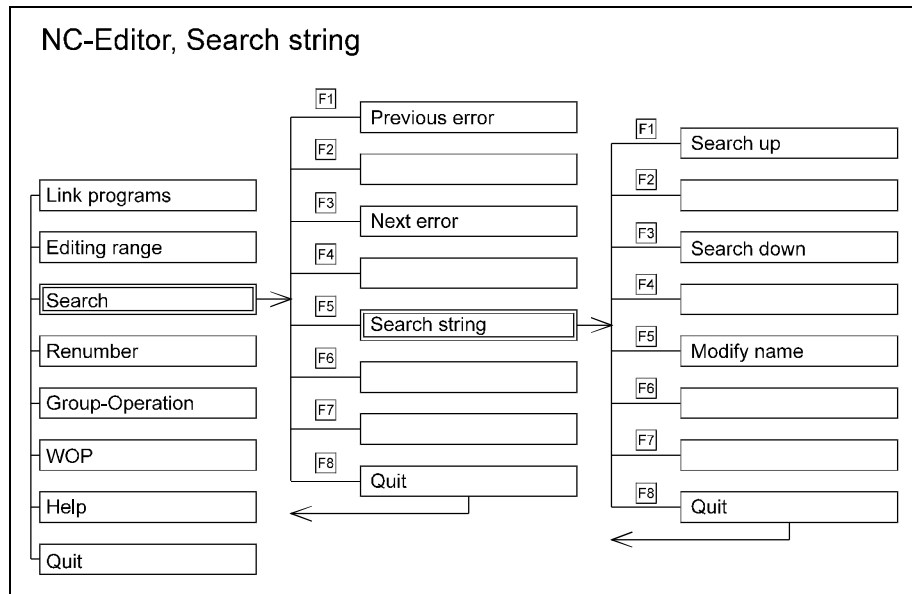 NC-Editor, Search string
Link programs
Editing range
Search
Renumber
Group-Operation
WOP
Help
Quit
F1
Previous error
F2
F3
Next error
F4
F5
Search string
F6
F7
F8
Quit
F1
Search up
F2
F3
Search down
F4
F5
Modify name
F6
F7
F8
Quit